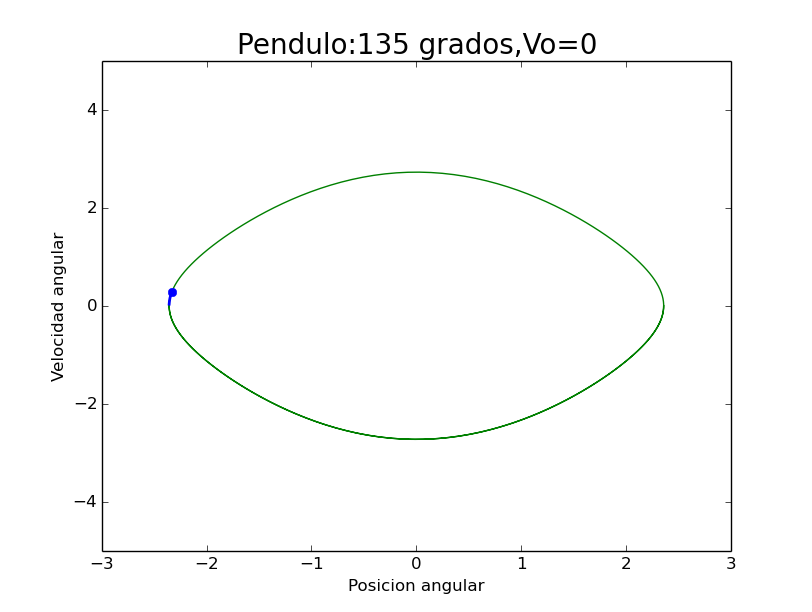 Pendulo:135 grados,Vo=0
4
2
0
−2
−4
Velocidad angular
−3 −2 −1 0 1 2 3
Posicion angular